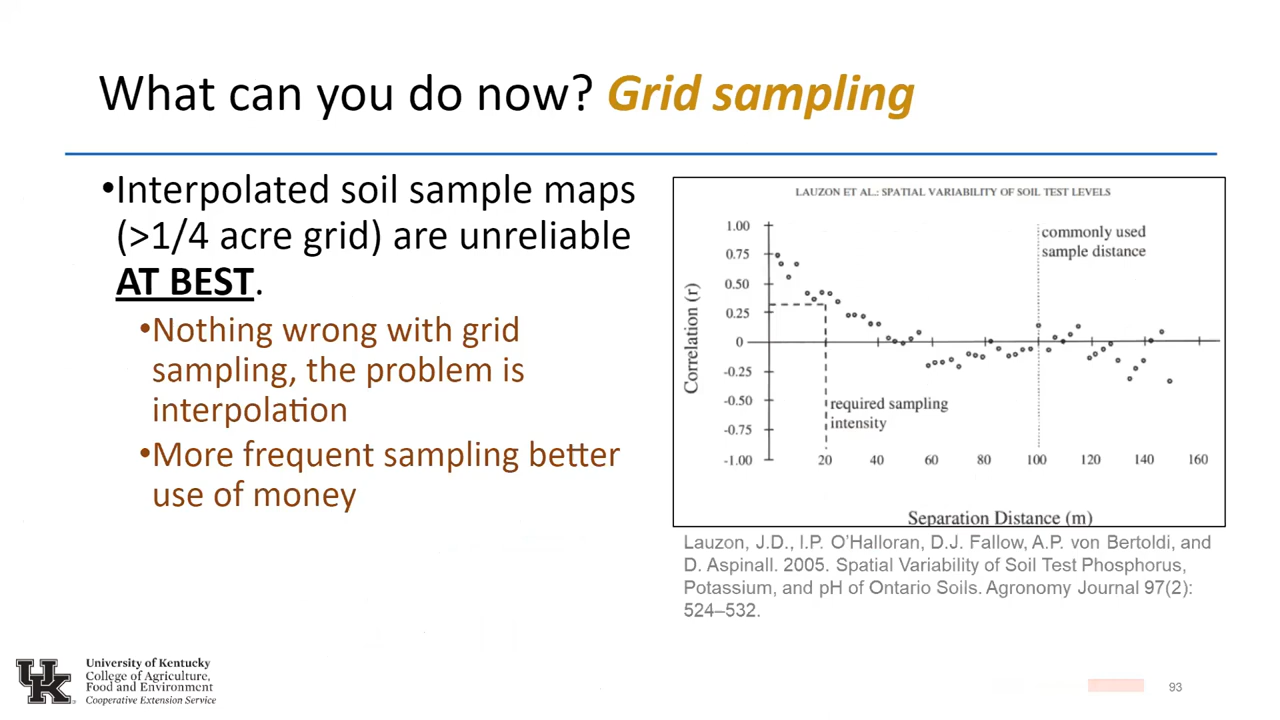 What can you do now? Grid sampling
•Interpolated soil sample maps
(>1/4 acre grid) are unreliable
AT BEST.
•Nothing wrong with grid
sampling, the problem is
interpolation
•More frequent sampling better
use of money
LAUZON ET AL.: SPATIAL VARIABILITY OF SOIL TEST LEVELS
1.00
0.75
0.50
0.25
0
-0.25
-0.50
-0.75
-1.00
Correlation (r)
commonly used
sample distance
required sampling
intensity
20 40 60 80 100 120 140 160
Separation Distance (m)
Lauzon, J.D., I.P. O’Halloran, D.J. Fallow, A.P. von Bertoldi, and
D. Aspinall. 2005. Spatial Variability of Soil Test Phosphorus,
Potassium, and pH of Ontario Soils. Agronomy Journal 97(2):
524–532.
UK
University of Kentucky
College of Agriculture,
Food and Environment
Cooperative Extension Service
93